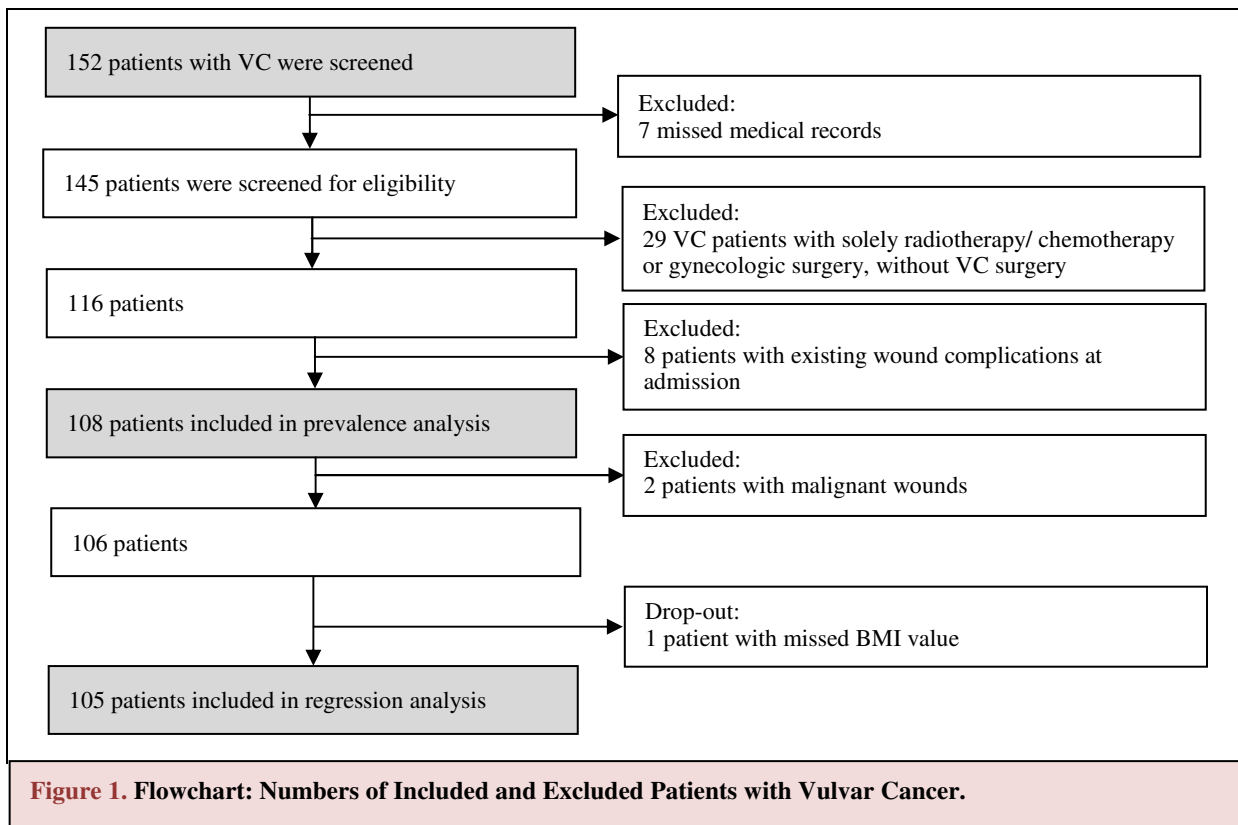 152 patients with VC were screened
Excluded:
7 missed medical records
145 patients were screened for eligibility
Excluded:
29 VC patients with solely radiotherapy/ chemotherapy
or gynecologic surgery, without VC surgery
116 patients
Excluded:
8 patients with existing wound complications at
admission
108 patients included in prevalence analysis
Excluded:
2 patients with malignant wounds
106 patients
Drop-out:
1 patient with missed BMI value
105 patients included in regression analysis
Figure 1. Flowchart: Numbers of Included and Excluded Patients with Vulvar Cancer.